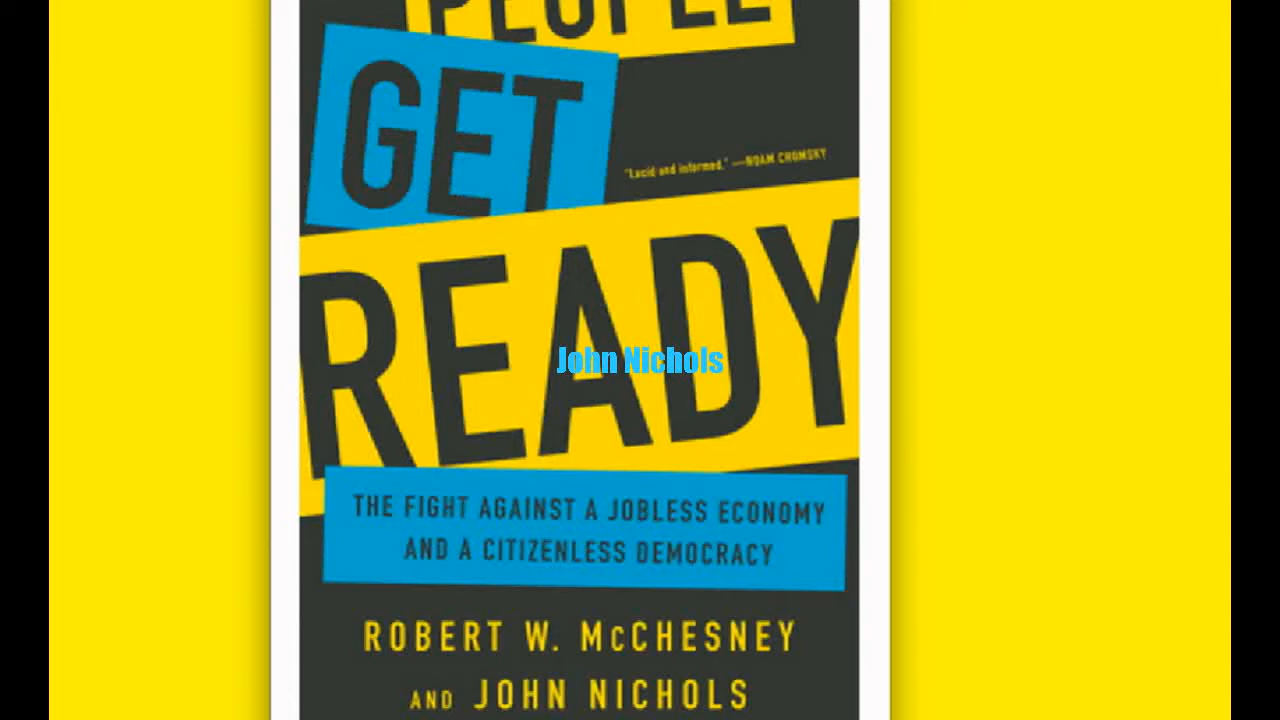 PEOPLE
GET
"Lucid and informed." —NOAM CHOMSKY
READY
John Nichols
THE FIGHT AGAINST A JOBLESS ECONOMY
AND A CITIZENLESS DEMOCRACY
ROBERT W. McCHESNEY
AND JOHN NICHOLS